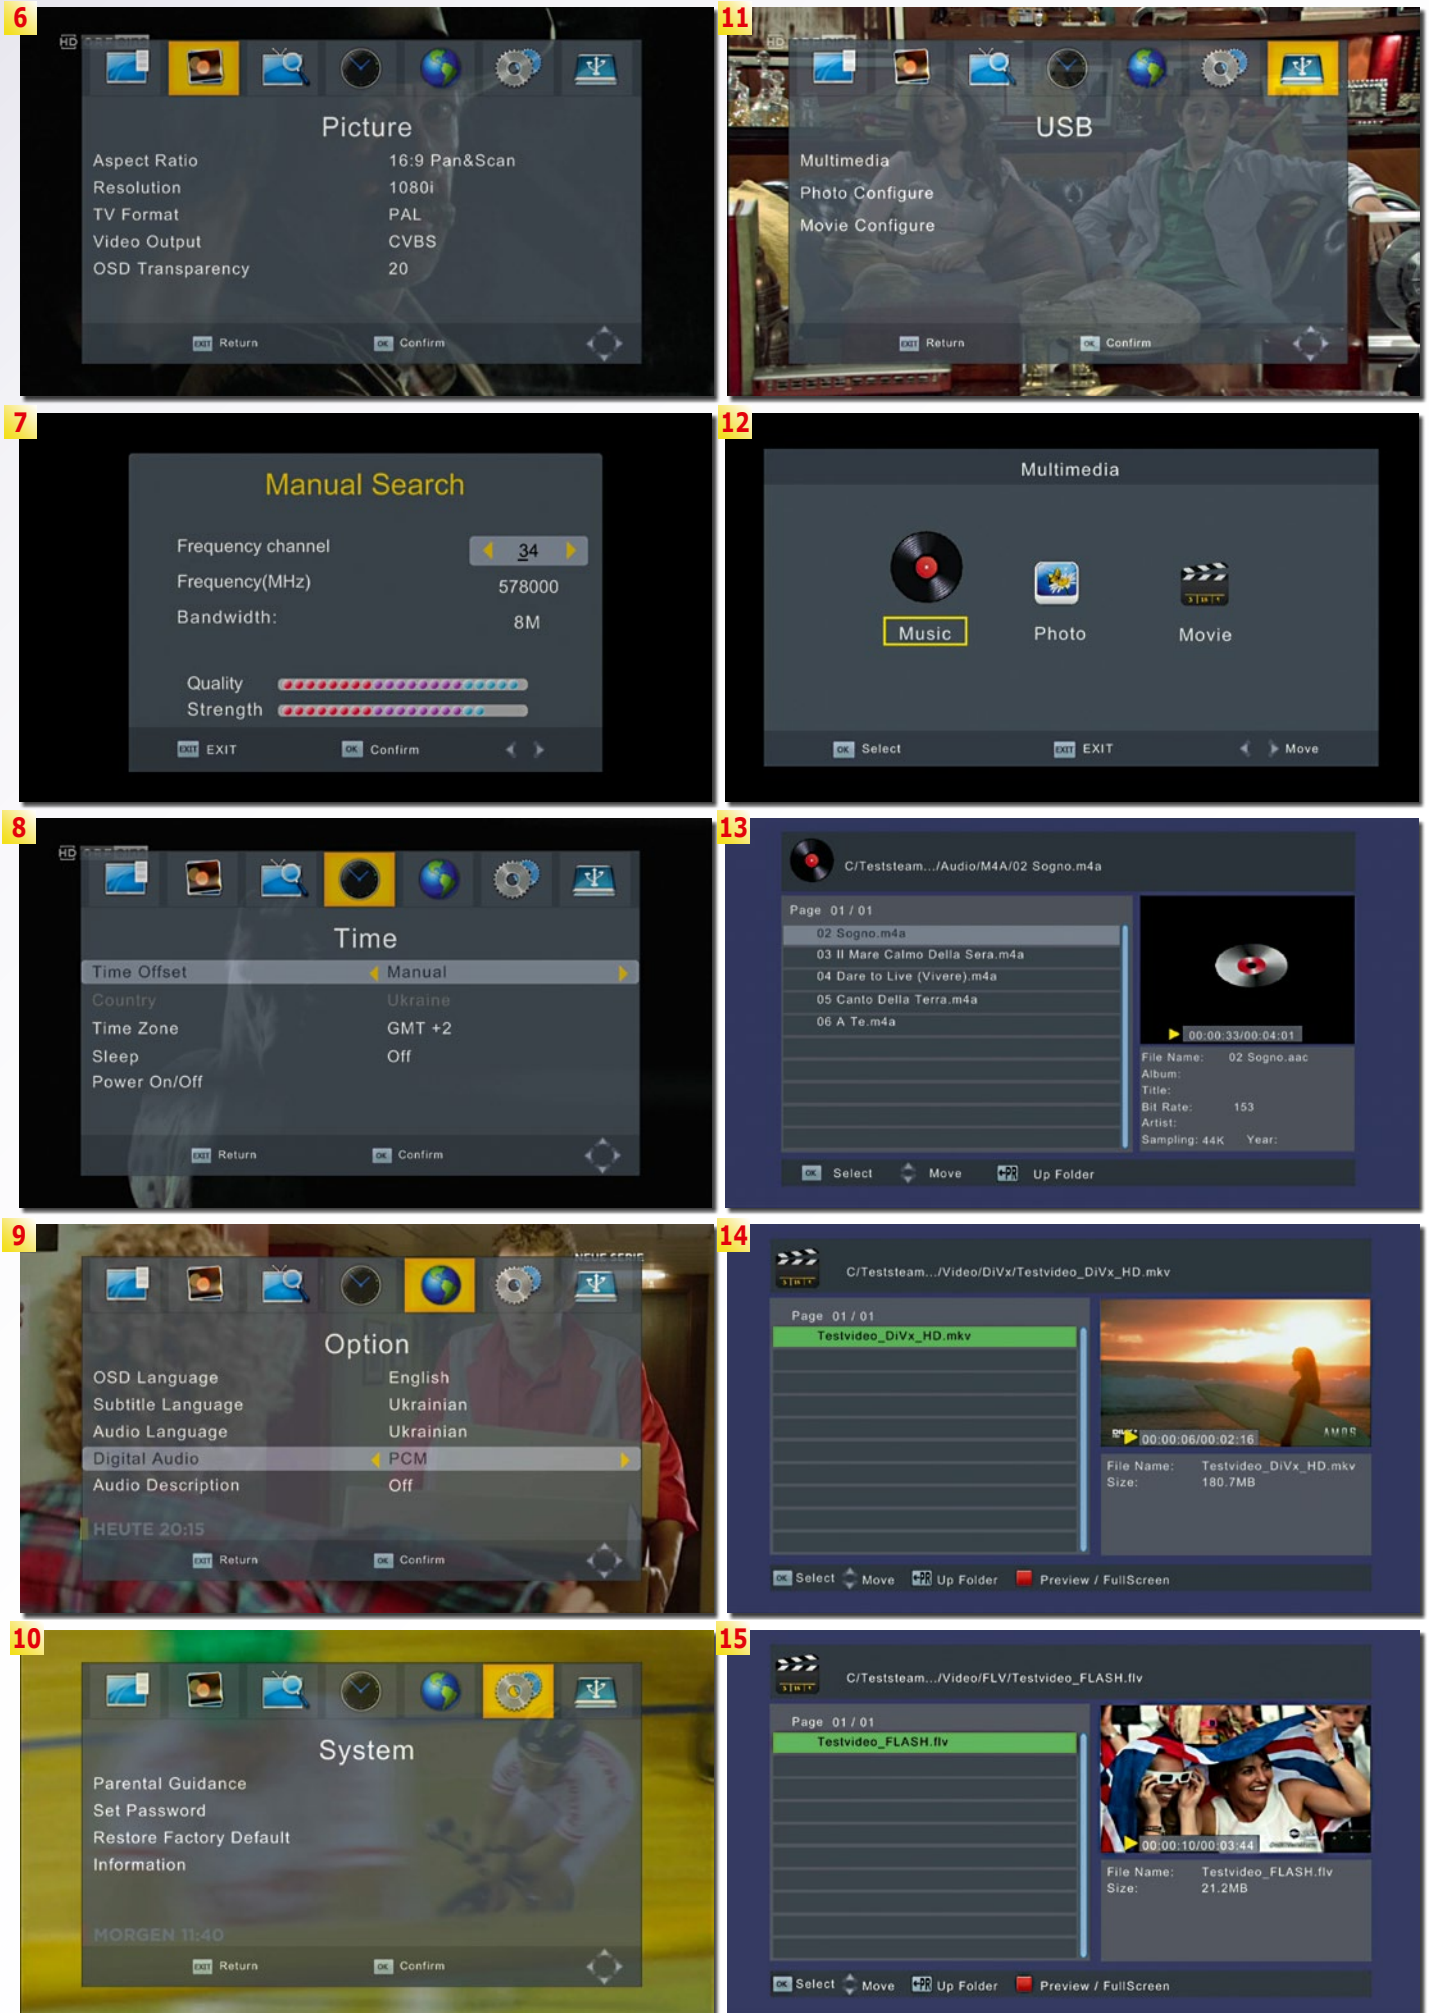 6
HD
Picture
Aspect Ratio 16:9 Pan&Scan
Resolution 1080i
TV Format PAL
Video Output CVBS
OSD Transparency 20
EXIT Return OK Confirm
7
Manual Search
Frequency channel 34
Frequency(MHz) 578000
Bandwidth: 8M
Quality
Strength
EXIT EXIT OK Confirm
8
HD
Time
Time Offset Manual
Country Ukraine
Time Zone GMT +2
Sleep Off
Power On/Off
EXIT Return OK Confirm
9
NEUE SERIE
Option
OSD Language English
Subtitle Language Ukrainian
Audio Language Ukrainian
Digital Audio PCM
Audio Description Off
HEUTE 20:15
EXIT Return OK Confirm
10
System
Parental Guidance
Set Password
Restore Factory Default
Information
MORGEN 11:40
EXIT Return OK Confirm
11
HD
USB
Multimedia
Photo Configure
Movie Configure
EXIT Return OK Confirm
12
Multimedia
Music Photo Movie
OK Select EXIT EXIT Move
13
C/Teststeam.../Audio/M4A/02 Sogno.m4a
Page 01/01
02 Sogno.m4a
03 Il Mare Calmo Della Sera.m4a
04 Dare to Live (Vivere).m4a
05 Canto Della Terra.m4a
06 A Te.m4a
00:00:33/00:04:01
File Name: 02 Sogno.aac
Album:
Title:
Bit Rate: 153
Artist:
Sampling: 44K Year:
OK Select Move PR Up Folder
14
C/Teststeam.../Video/DiVx/Testvideo_DiVx_HD.mkv
Page 01/01
Testvideo_DiVx_HD.mkv
AMOS
00:00:06/00:02:16
File Name: Testvideo_DiVx_HD.mkv
Size: 180.7MB
OK Select Move PR Up Folder Preview / FullScreen
15
C/Teststeam.../Video/FLV/Testvideo_FLASH.flv
Page 01/01
Testvideo_FLASH.flv
00:00:10/00:03:44
File Name: Testvideo_FLASH.flv
Size: 21.2MB
OK Select Move PR Up Folder Preview / FullScreen